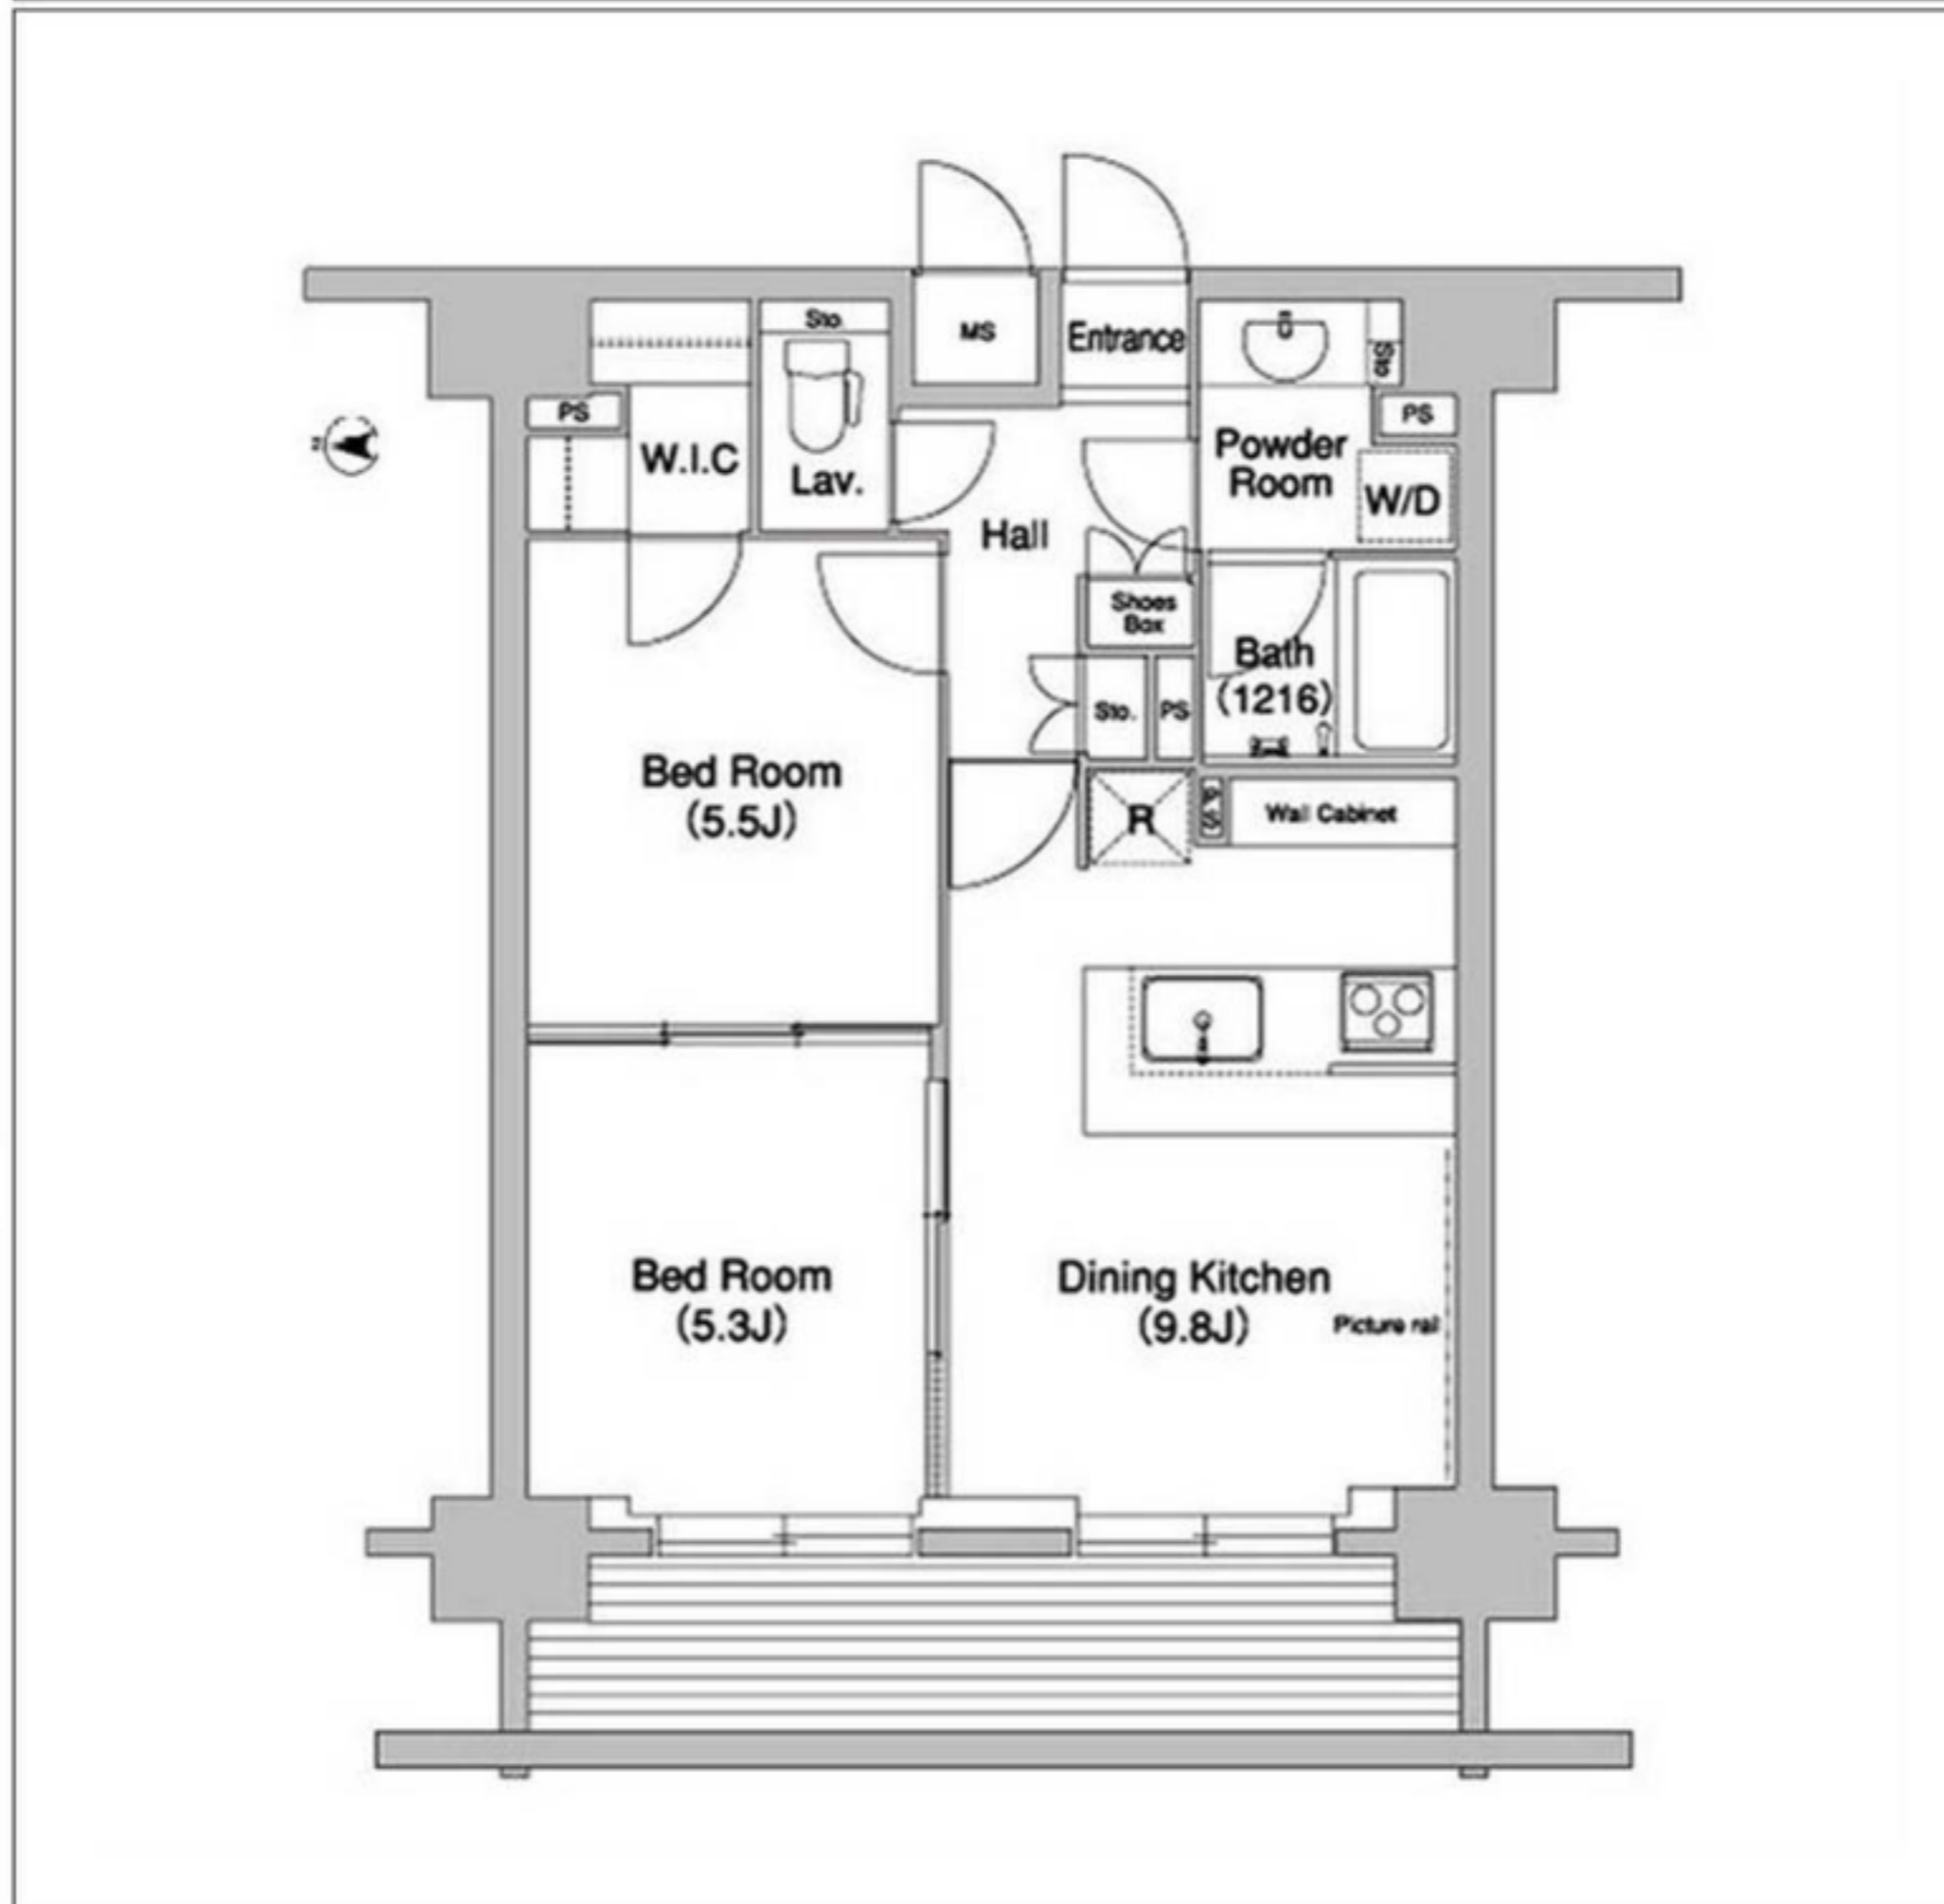 Sto.
MS
Entrance
Sto
PS
PS
W.I.C
Lav.
Powder
Room
W/D
Hall
Shoes
Box
Bath
(1216)
Sto.
PS
Bed Room
(5.5J)
R
Wall Cabinet
Bed Room
(5.3J)
Dining Kitchen
(9.8J)
Picture rail